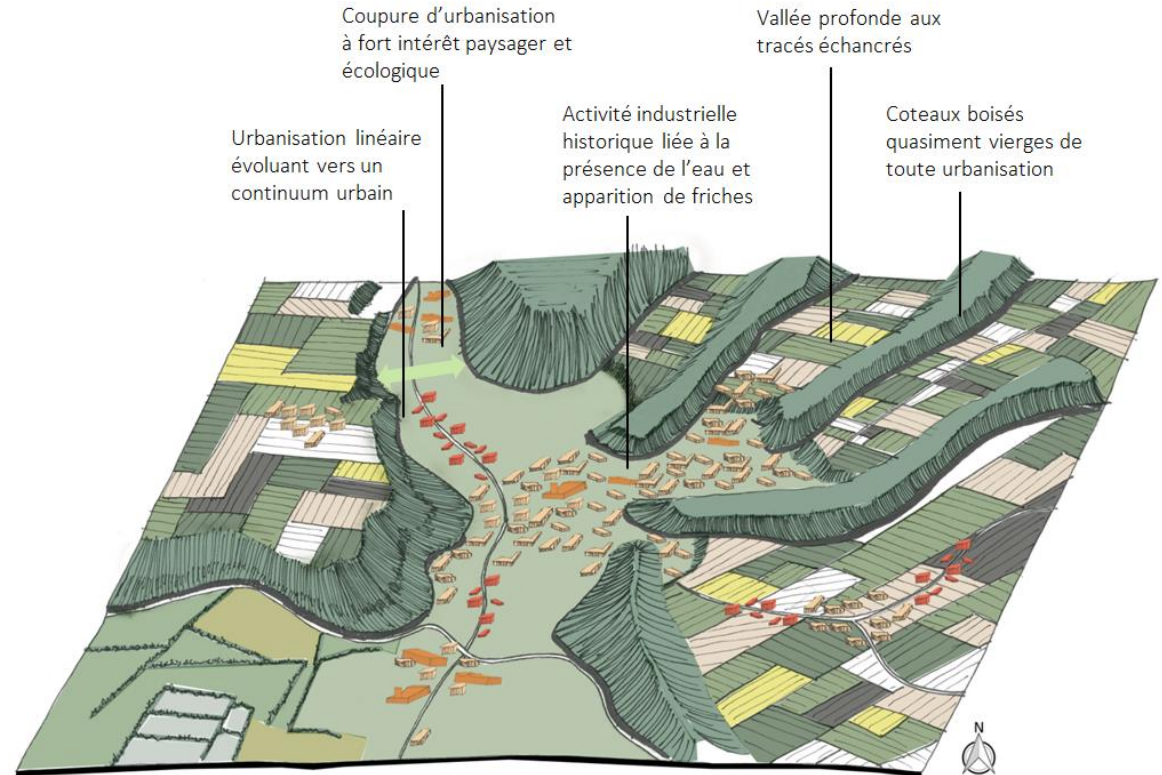 Coupure d'urbanisation
à fort intérêt paysager et
écologique
Vallée profonde aux
tracés échancrés
Urbanisation linéaire
évoluant vers un
continuum urbain
Activité industrielle
historique liée à la
présence de l'eau et
apparition de friches
Coteaux boisés
quasiment vierges de
toute urbanisation
N